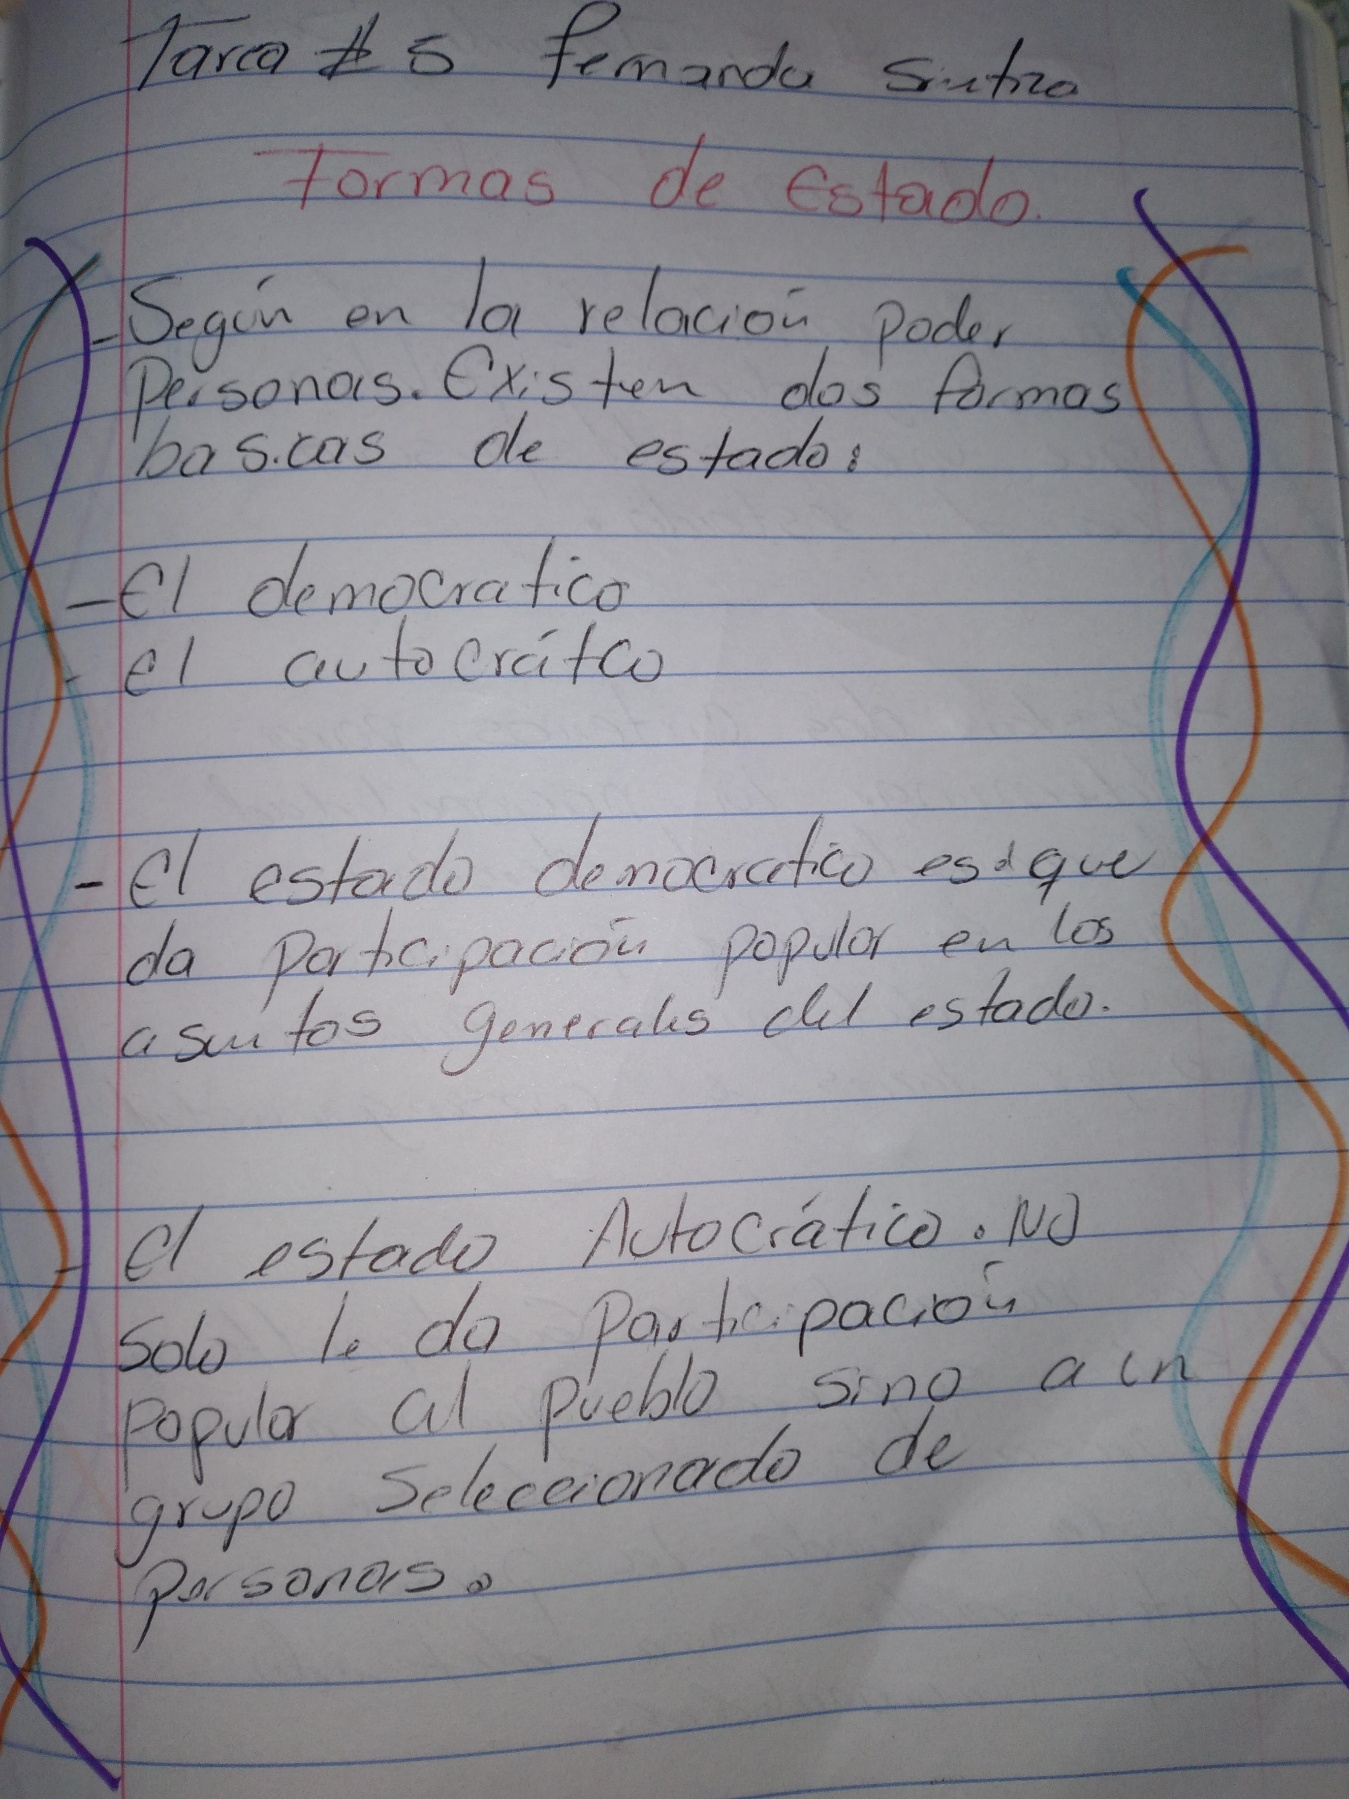 Tarea # 5 Fernanda
Formas de Estado.
- Según en la relación poder
Personas. Existen dos formas
basicas de estado:
- El democratico
- el autocrátco
- El estado democratico es que
da participación popular en los
asuntos generales del estado.
- El estado Autocrático. No
solo le da participación
popular al pueblo sino a un
grupo seleccionado de
personas.